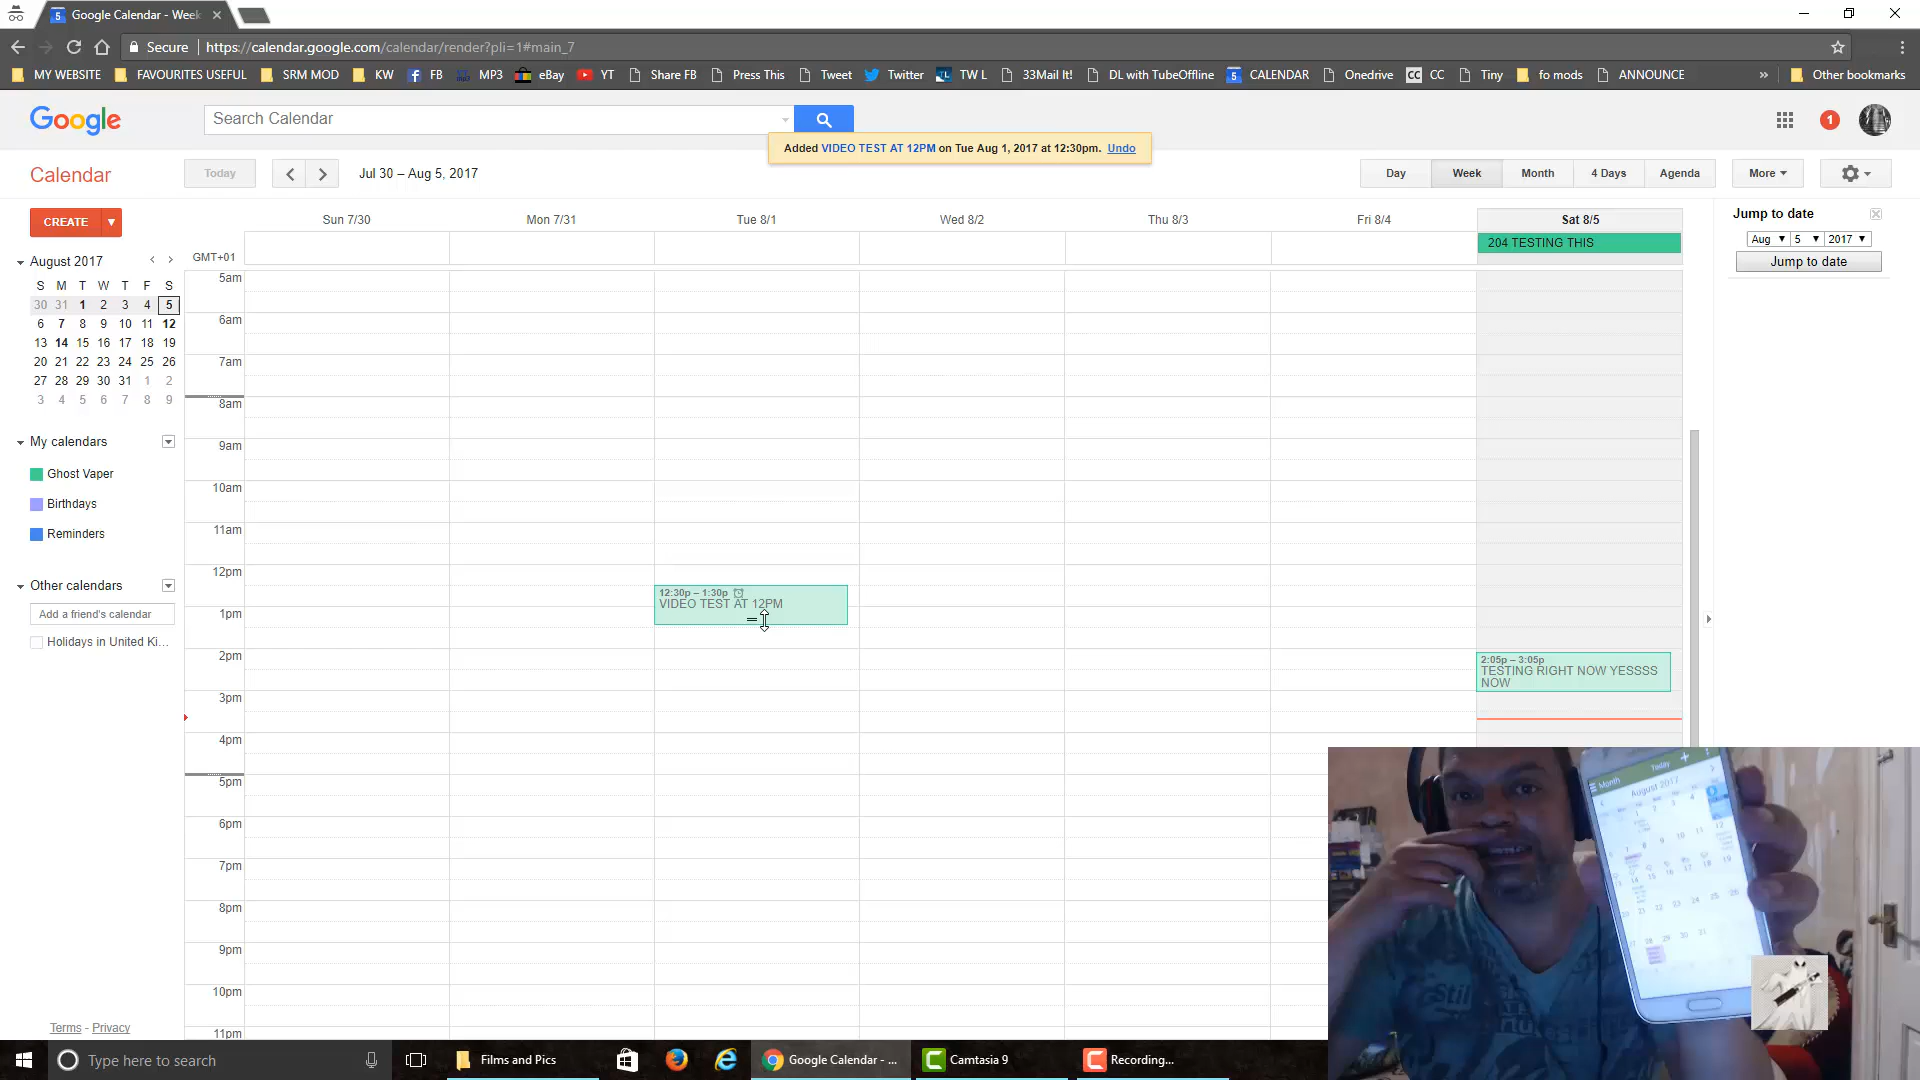 Google Calendar - Week
Secure https://calendar.google.com/calendar/render?pli=1#main_7
MY WEBSITE FAVOURITES USEFUL SRM MOD KW FB MP3 eBay YT Share FB Press This Tweet Twitter TW L 33Mail It! DL with TubeOffline CALENDAR Onedrive CC CC Tiny fo mods ANNOUNCE » Other bookmarks
Google Search Calendar 1
Added VIDEO TEST AT 12PM on Tue Aug 1, 2017 at 12:30pm. Undo
Calendar Today Jul 30 – Aug 5, 2017 Day Week Month 4 Days Agenda More
CREATE
Sun 7/30 Mon 7/31 Tue 8/1 Wed 8/2 Thu 8/3 Fri 8/4 Sat 8/5
GMT+01
204 TESTING THIS
Jump to date
Aug 5 2017
Jump to date
August 2017
S M T W T F S
30 31 1 2 3 4 5
6 7 8 9 10 11 12
13 14 15 16 17 18 19
20 21 22 23 24 25 26
27 28 29 30 31 1 2
3 4 5 6 7 8 9
My calendars
Ghost Vaper
Birthdays
Reminders
Other calendars
Add a friend's calendar
Holidays in United Ki...
Terms - Privacy
5am
6am
7am
8am
9am
10am
11am
12pm
12:30p – 1:30p
VIDEO TEST AT 12PM
1pm
2pm
2:05p – 3:05p
TESTING RIGHT NOW YESSSS
NOW
3pm
4pm
5pm
6pm
7pm
8pm
9pm
10pm
11pm
Month Today
August 2017
Type here to search Films and Pics Google Calendar - ... Camtasia 9 Recording...